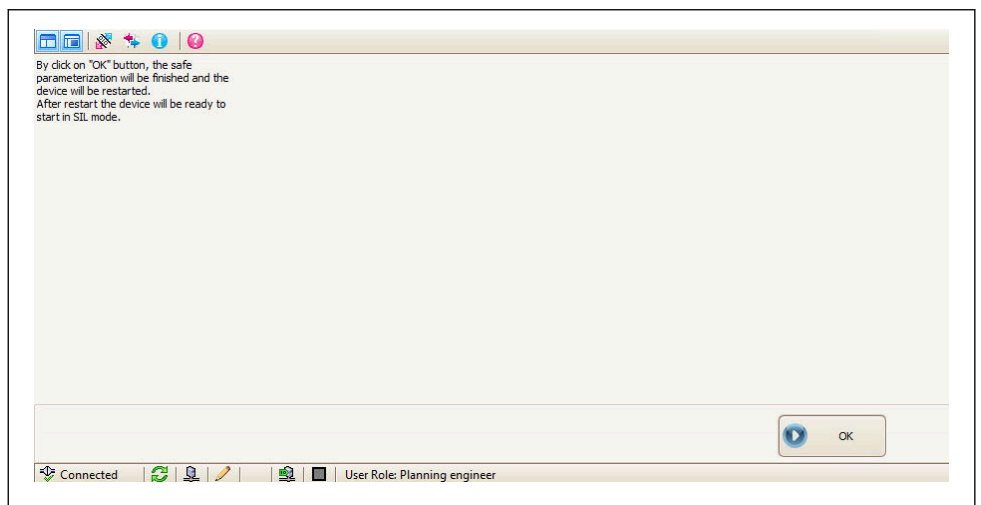 By click on "OK" button, the safe
parameterization will be finished and the
device will be restarted.
After restart the device will be ready to
start in SIL mode.
OK
Connected
User Role: Planning engineer